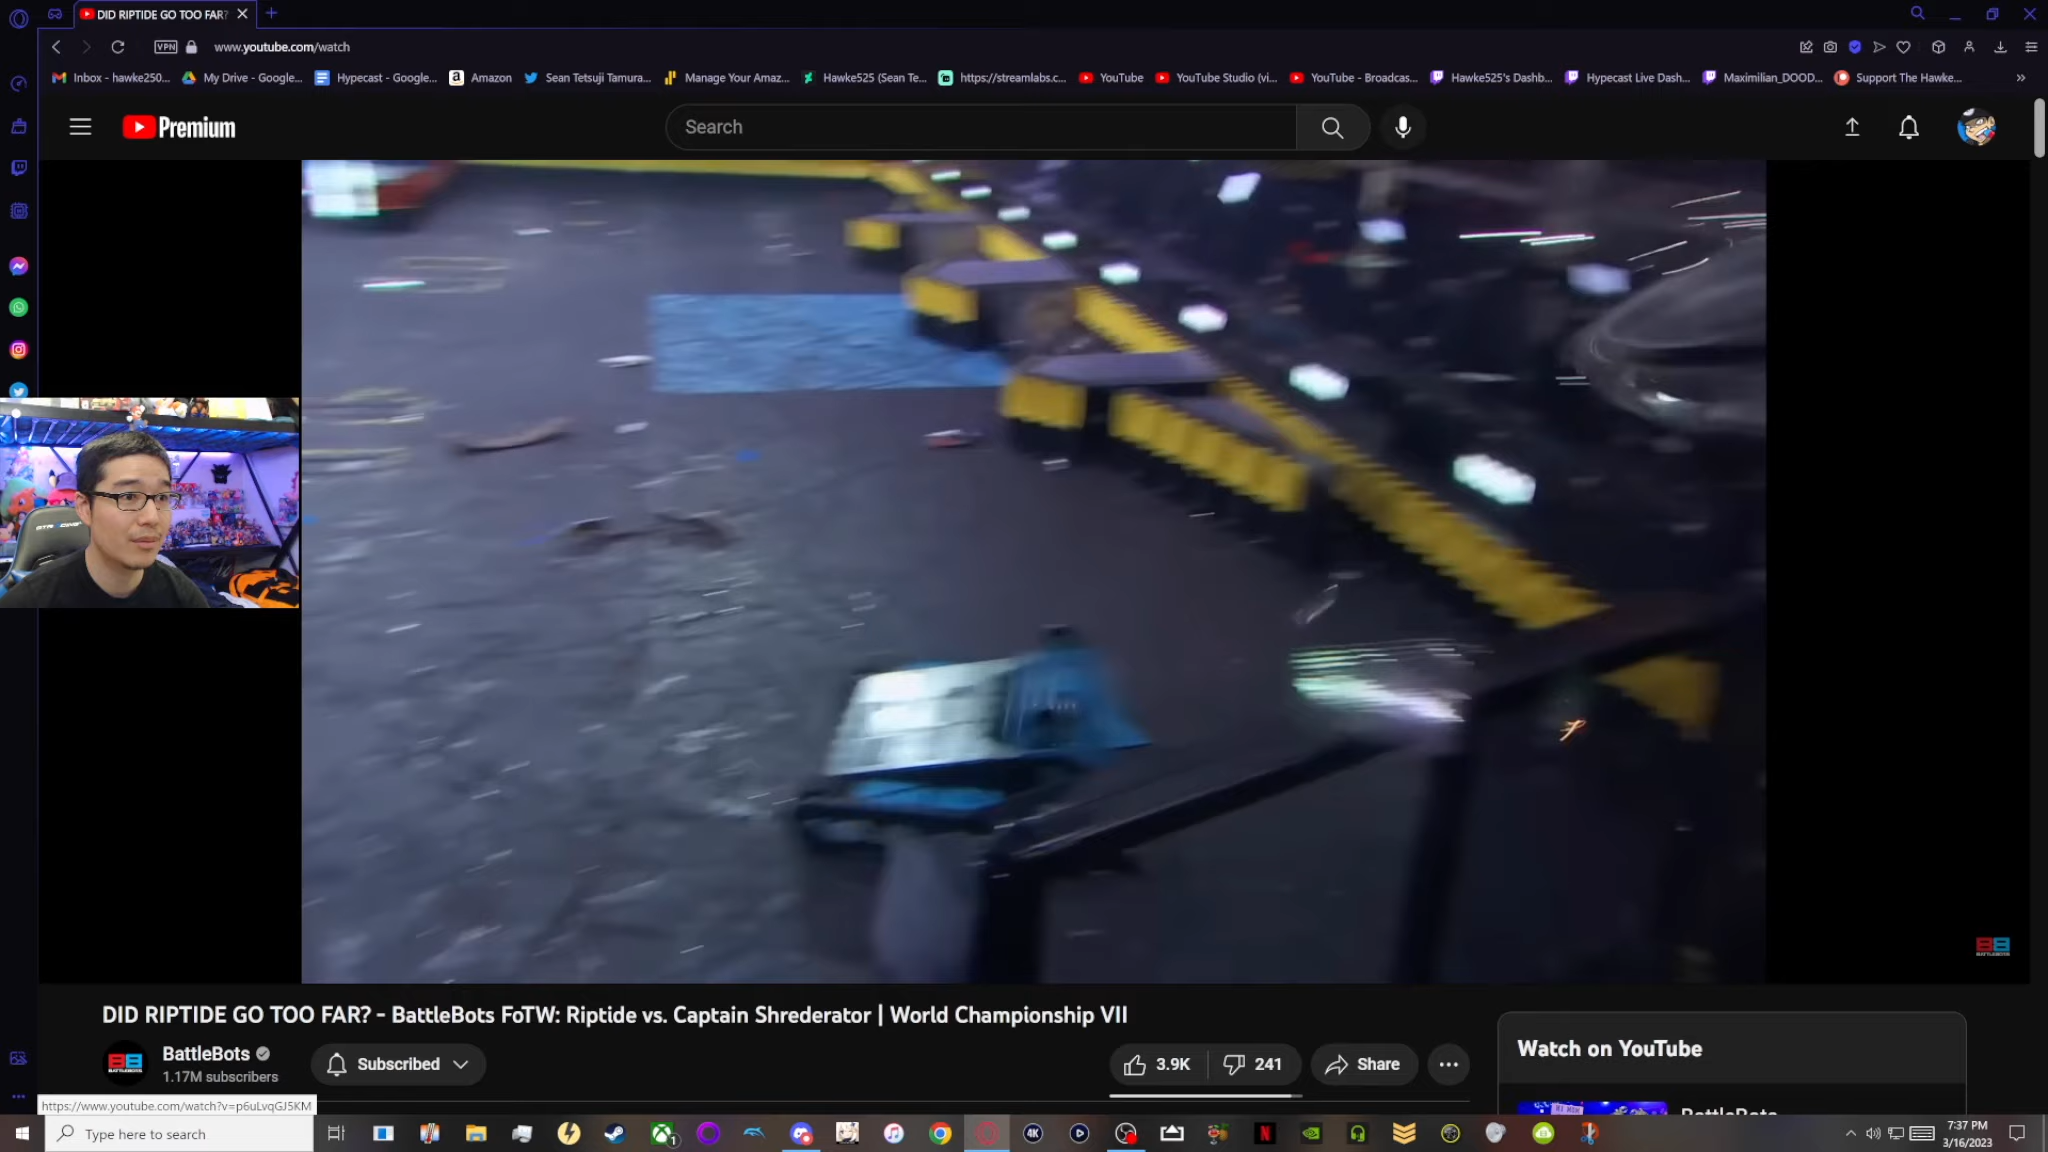 DID RIPTIDE GO TOO FAR?
VPN
www.youtube.com/watch
Inbox - hawke250...
My Drive - Google...
Hypecast - Google...
Amazon
Sean Tetsuji Tamura...
Manage Your Amaz...
Hawke525 (Sean Te...
https://streamlabs.c...
YouTube
YouTube Studio (vi...
YouTube - Broadcas...
Hawke525's Dashb...
Hypecast Live Dash...
Maximilian_DOOD...
Support The Hawke...
Premium
Search
DID RIPTIDE GO TOO FAR? - BattleBots FoTW: Riptide vs. Captain Shrederator | World Championship VII
BattleBots
1.17M subscribers
Subscribed
3.9K
241
Share
Watch on YouTube
https://www.youtube.com/watch?v=p6uLvqGJ5KM
Type here to search
7:37 PM
3/16/2023